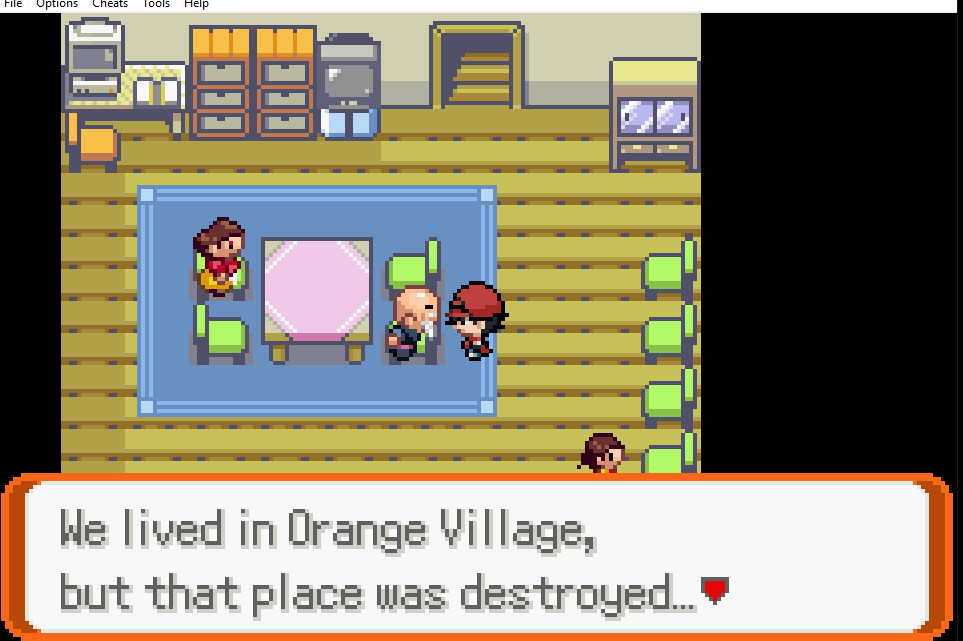 File Options Cheats Tools Help
We lived in Orange Village,
but that place was destroyed...